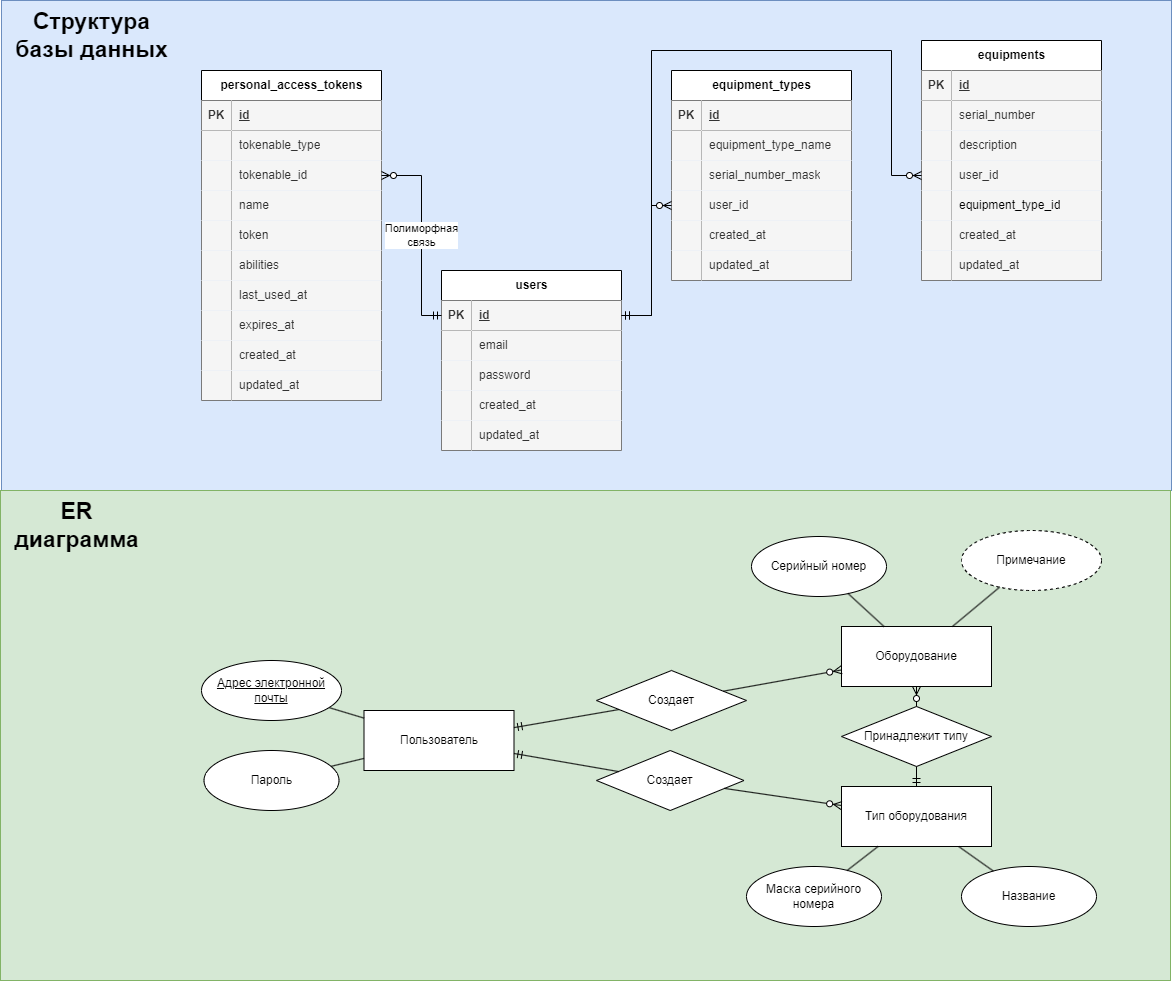 Структура
базы данных
personal_access_tokens
PK id
tokenable_type
tokenable_id
name
token
abilities
last_used_at
expires_at
created_at
updated_at
Полиморфная
связь
users
PK id
email
password
created_at
updated_at
equipment_types
PK id
equipment_type_name
serial_number_mask
user_id
created_at
updated_at
equipments
PK id
serial_number
description
user_id
equipment_type_id
created_at
updated_at
ER
диаграмма
Серийный номер
Примечание
Оборудование
Адрес электронной
почты
Пользователь
Пароль
Создает
Создает
Принадлежит типу
Тип оборудования
Маска серийного
номера
Название